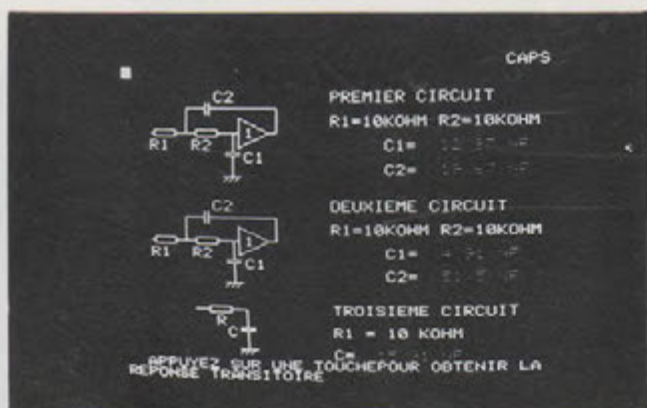 CAPS
PREMIER CIRCUIT
R1=10KOHM R2=10KOHM
C1=
C2=
C2
R1 R2 1 C1
DEUXIEME CIRCUIT
R1=10KOHM R2=10KOHM
C1=
C2=
C2
R1 R2 1 C1
TROISIEME CIRCUIT
R1 = 10 KOHM
C=
R
C
APPUYEZ SUR UNE TOUCHEPOUR OBTENIR LA
REPONSE TRANSITOIRE